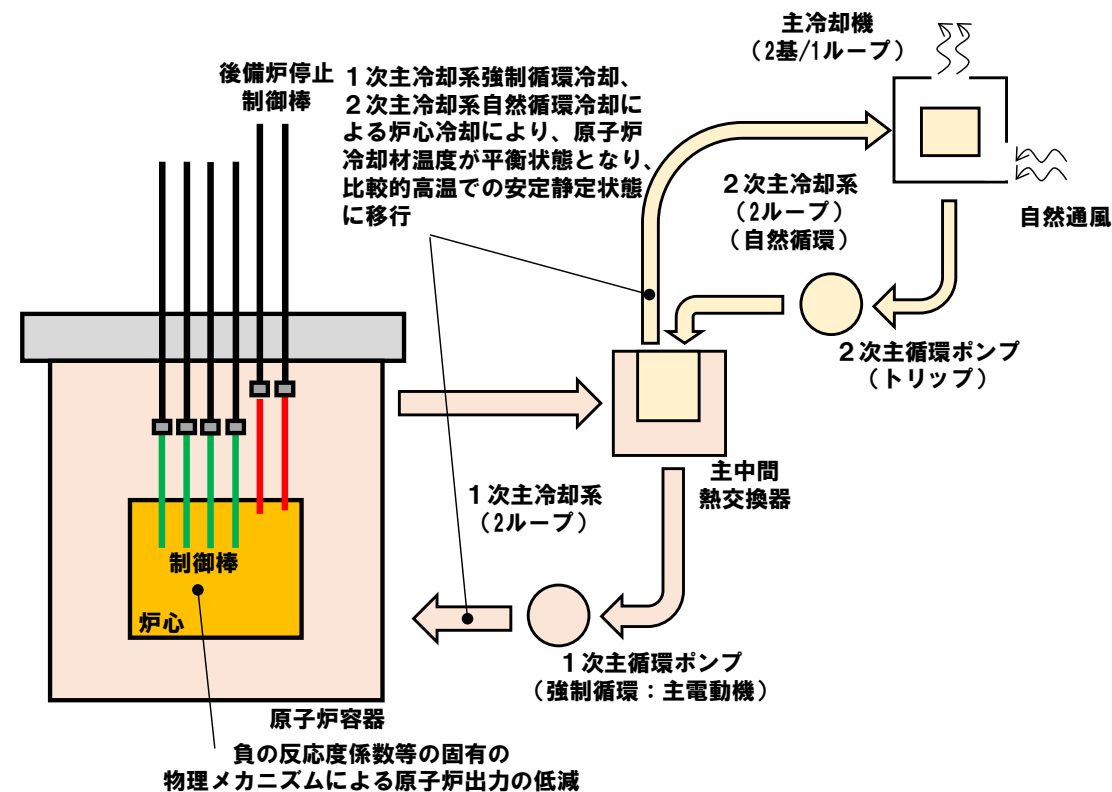 主冷却機
（2基/1ループ）
後備炉停止
制御棒
１次主冷却系強制循環冷却、
２次主冷却系自然循環冷却に
よる炉心冷却により、原子炉
冷却材温度が平衡状態となり、
比較的高温での安定静定状態
に移行
２次主冷却系
（2ループ）
（自然循環）
自然通風
２次主循環ポンプ
（トリップ）
主中間
熱交換器
１次主冷却系
（2ループ）
制御棒
炉心
１次主循環ポンプ
（強制循環：主電動機）
原子炉容器
負の反応度係数等の固有の
物理メカニズムによる原子炉出力の低減